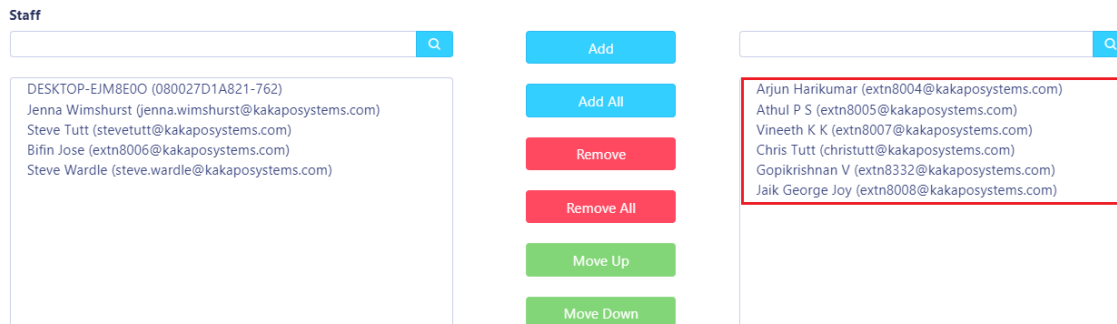 Staff
DESKTOP-EJM8E0O (080027D1A821-762)
Jenna Wimshurst (jenna.wimshurst@kakaposystems.com)
Steve Tutt (stevetutt@kakaposystems.com)
Bifin Jose (extn8006@kakaposystems.com)
Steve Wardle (steve.wardle@kakaposystems.com)
Add
Add All
Remove
Remove All
Move Up
Move Down
Arjun Harikumar (extn8004@kakaposystems.com)
Athul P S (extn8005@kakaposystems.com)
Vineeth K K (extn8007@kakaposystems.com)
Chris Tutt (christutt@kakaposystems.com)
Gopikrishnan V (extn8332@kakaposystems.com)
Jaik George Joy (extn8008@kakaposystems.com)